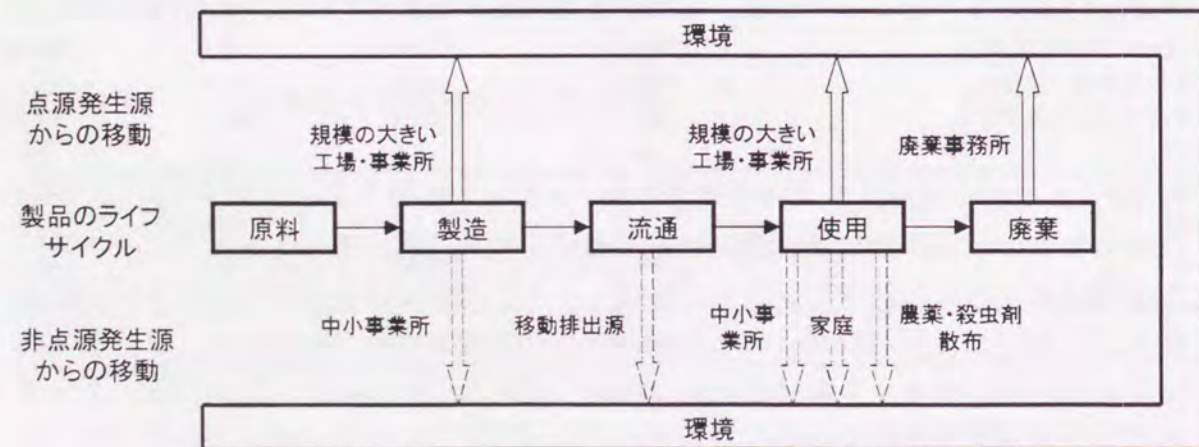 環境
点源発生源
からの移動
規模の大きい
工場・事業所
規模の大きい
工場・事業所
廃棄事務所
製品のライフ
サイクル
原料
製造
流通
使用
廃棄
非点源発生源
からの移動
中小事業所
移動排出源
中小事
業所
家庭
農薬・殺虫剤
散布
環境